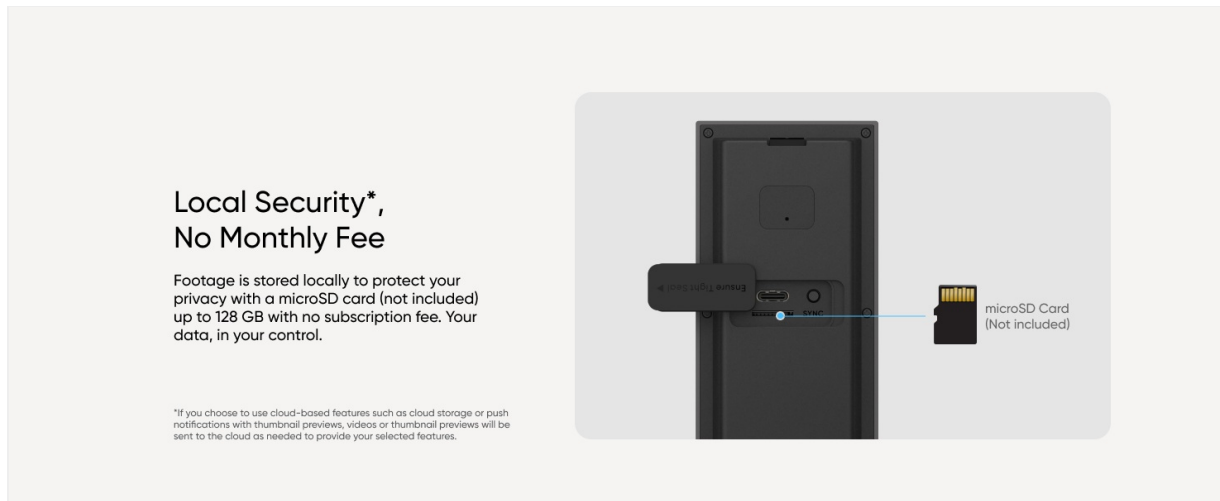 Local Security*,
No Monthly Fee
Footage is stored locally to protect your
privacy with a microSD card (not included)
up to 128 GB with no subscription fee. Your
data, in your control.
*If you choose to use cloud-based features such as cloud storage or push
notifications with thumbnail previews, videos or thumbnail previews will be
sent to the cloud as needed to provide your selected features.
Ensure Tight Seal
SYNC
microSD Card
(Not included)